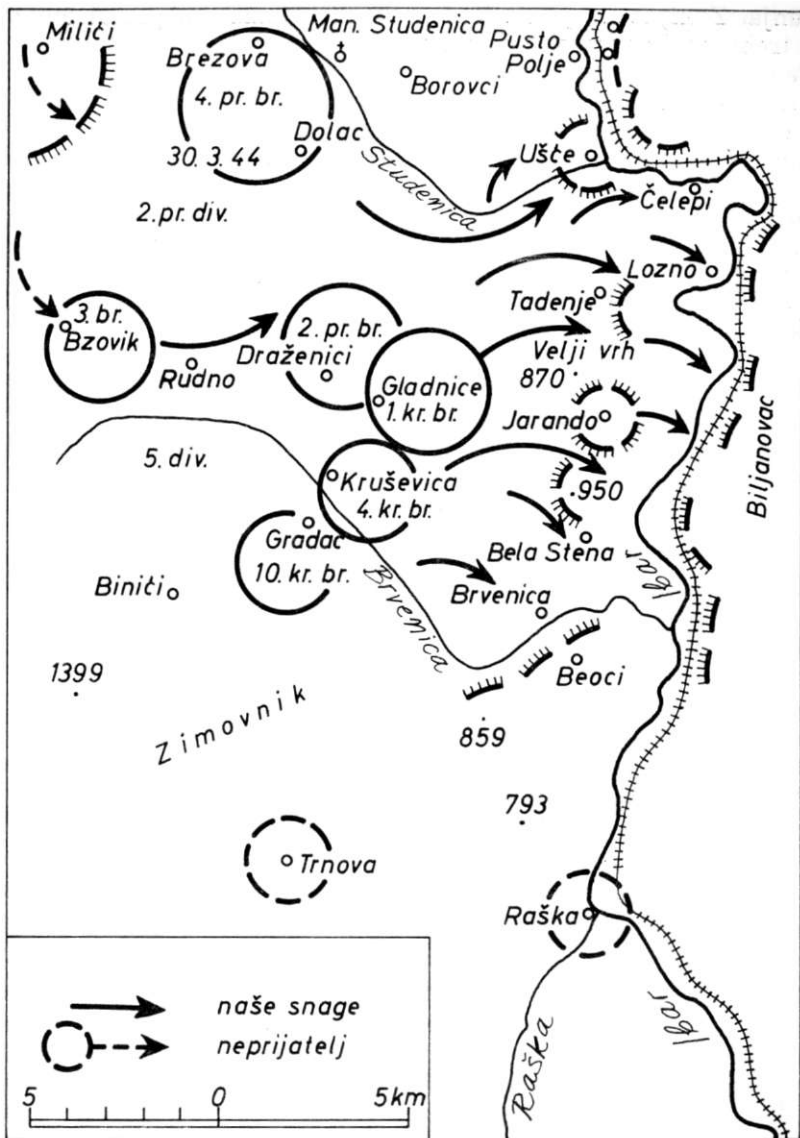 Milići
Brezova
4. pr. br.
Man. Studenica
Pusto
Polje
Borovci
Dolac
30. 3. 44
Studenica
Ušće
Čelepi
2. pr. div.
Lozno
Tadenje
3. br.
Bzovik
2. pr. br.
Draženići
Rudno
Velji vrh
870
Gladnice
1. kr. br.
Jarando
Biljanovac
5. div.
Kruševica
4. kr. br.
950
Gradac
10. kr. br.
Bela Stena
Ibar
Binići
Brvenica
Brvenica
Beoci
1399
Zimovnik
859
793
Trnova
Raška
naše snage
neprijatelj
Ibar
Raška
5 0 5 km